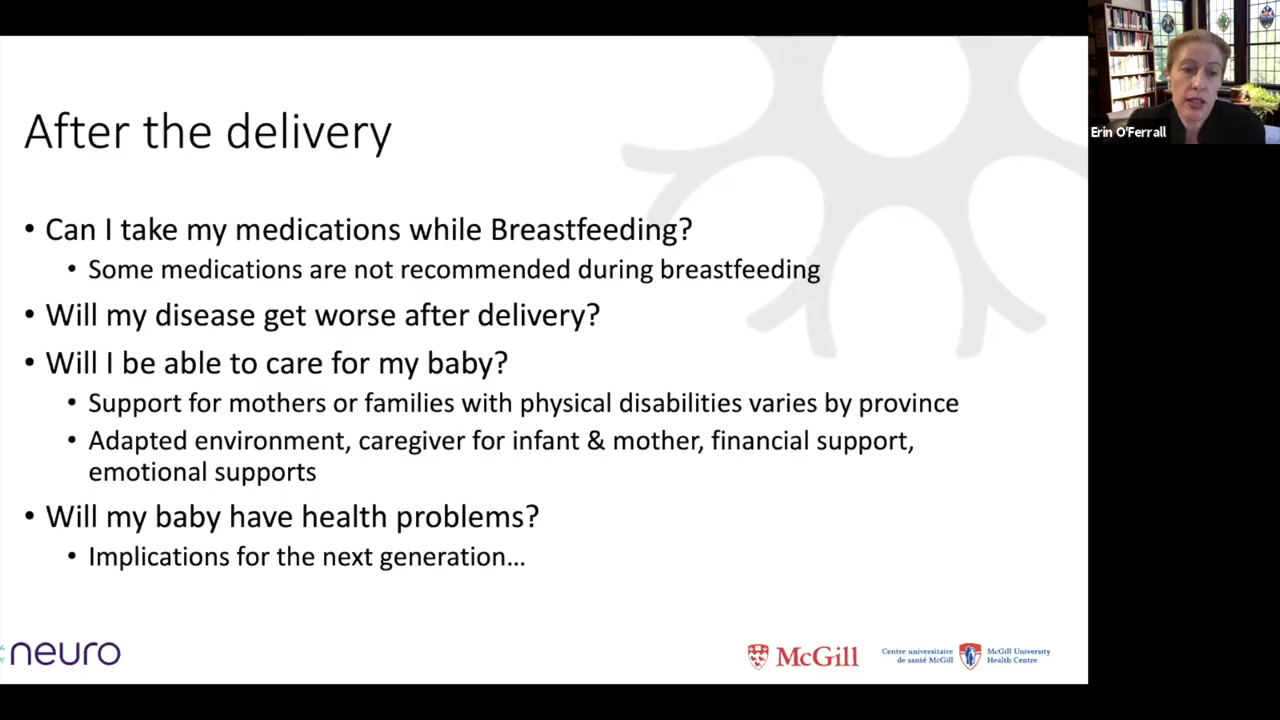 After the delivery
• Can I take my medications while Breastfeeding?
• Some medications are not recommended during breastfeeding
• Will my disease get worse after delivery?
• Will I be able to care for my baby?
• Support for mothers or families with physical disabilities varies by province
• Adapted environment, caregiver for infant & mother, financial support,
emotional supports
• Will my baby have health problems?
• Implications for the next generation...
neuro
McGill
Centre universitaire
de santé McGill
McGill University
Health Centre
Erin O'Ferrall